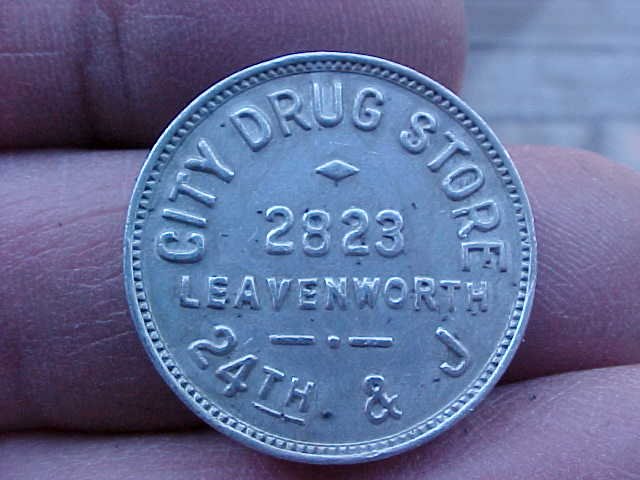 CITY DRUG STORE
2823
LEAVENWORTH
24TH. & J